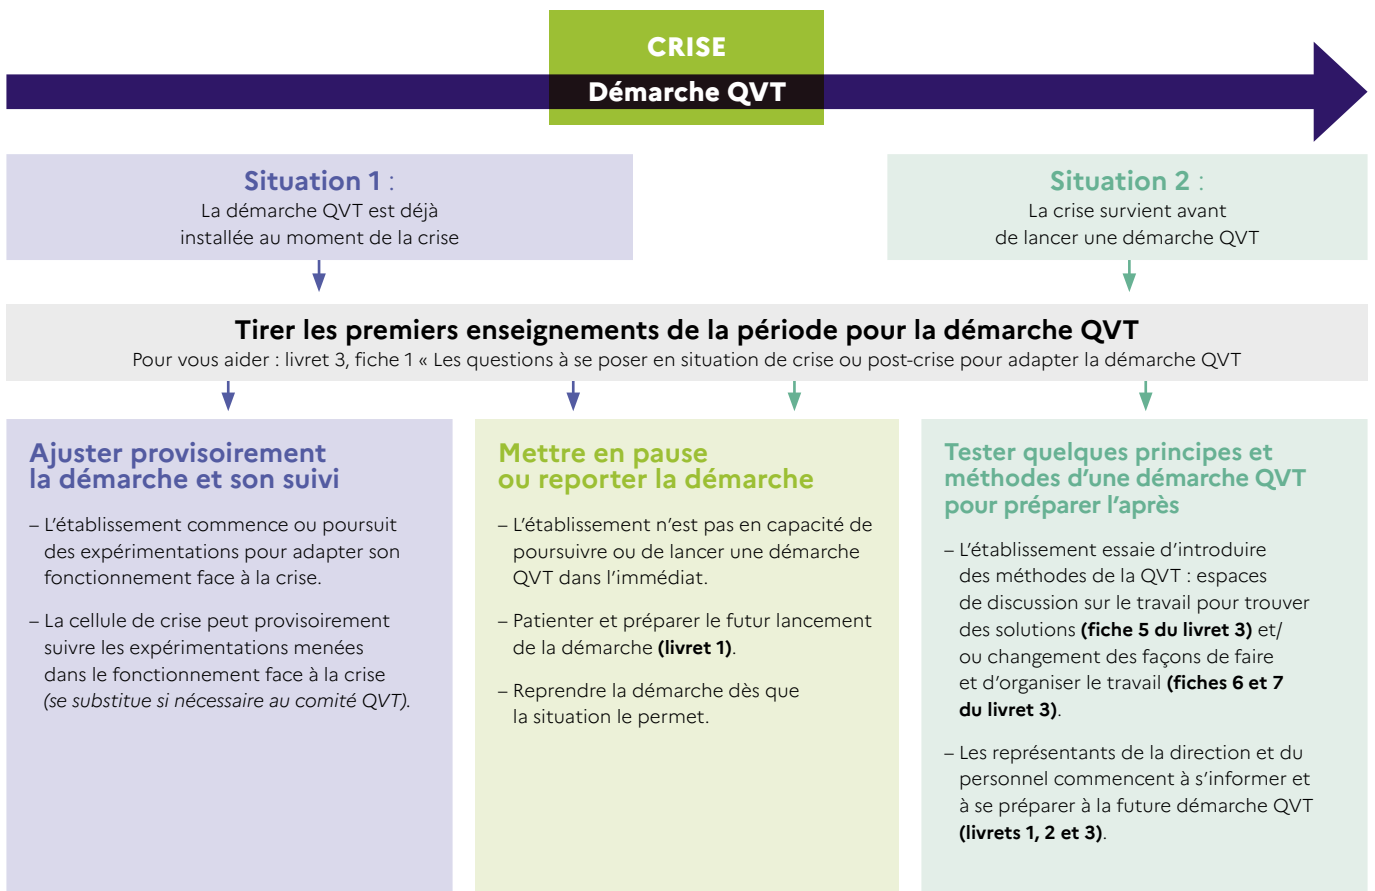 CRISE
Démarche QVT
Situation 1 :
La démarche QVT est déjà
installée au moment de la crise
Situation 2 :
La crise survient avant
de lancer une démarche QVT
Tirer les premiers enseignements de la période pour la démarche QVT
Pour vous aider : livret 3, fiche 1 « Les questions à se poser en situation de crise ou post-crise pour adapter la démarche QVT
Ajuster provisoirement
la démarche et son suivi
– L’établissement commence ou poursuit
des expérimentations pour adapter son
fonctionnement face à la crise.
– La cellule de crise peut provisoirement
suivre les expérimentations menées
dans le fonctionnement face à la crise
(se substitue si nécessaire au comité QVT).
Mettre en pause
ou reporter la démarche
– L’établissement n’est pas en capacité de
poursuivre ou de lancer une démarche
QVT dans l’immédiat.
– Patienter et préparer le futur lancement
de la démarche (livret 1).
– Reprendre la démarche dès que
la situation le permet.
Tester quelques principes et
méthodes d’une démarche QVT
pour préparer l’après
– L’établissement essaie d’introduire
des méthodes de la QVT : espaces
de discussion sur le travail pour trouver
des solutions (fiche 5 du livret 3) et/
ou changement des façons de faire
et d’organiser le travail (fiches 6 et 7
du livret 3).
– Les représentants de la direction et du
personnel commencent à s’informer et
à se préparer à la future démarche QVT
(livrets 1, 2 et 3).